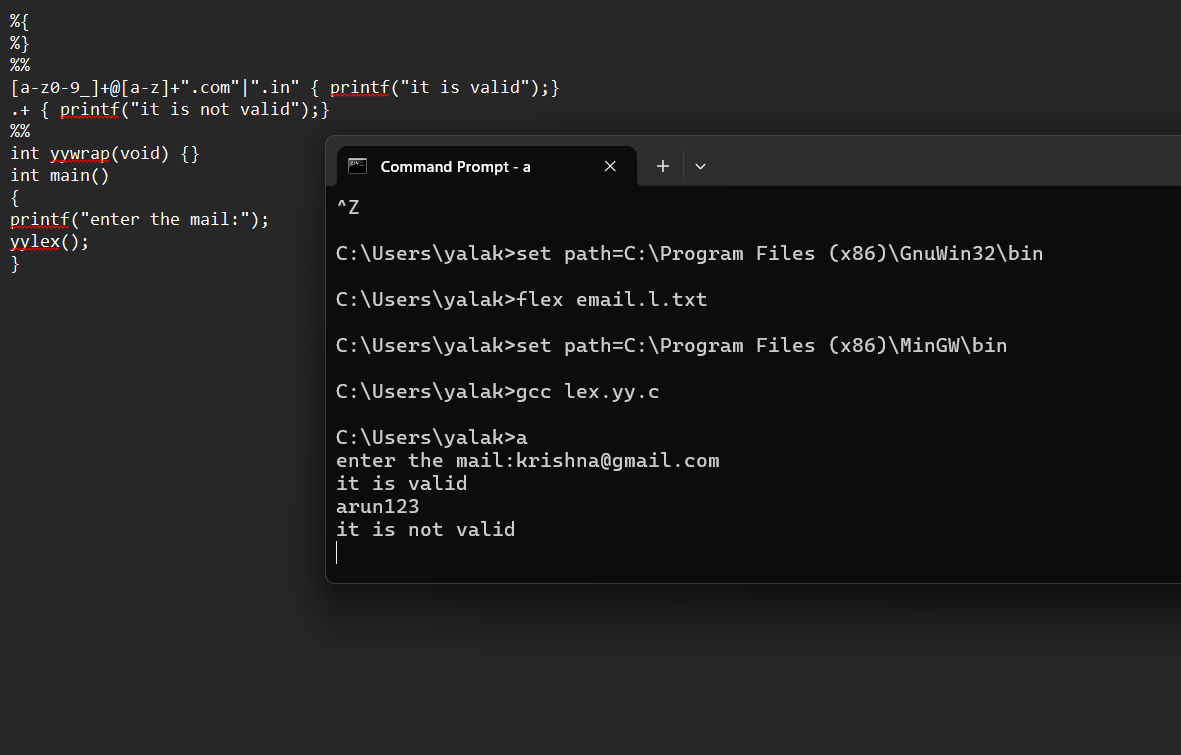 %{
%}
%%
[a-z0-9_]+@[a-z]+".com"|".in" { printf("it is valid");}
.+ { printf("it is not valid");}
%%
int yywrap(void) {}
int main()
{
printf("enter the mail:");
yylex();
}
Command Prompt - a
^Z
C:\Users\yalak>set path=C:\Program Files (x86)\GnuWin32\bin
C:\Users\yalak>flex email.l.txt
C:\Users\yalak>set path=C:\Program Files (x86)\MinGW\bin
C:\Users\yalak>gcc lex.yy.c
C:\Users\yalak>a
enter the mail:krishna@gmail.com
it is valid
arun123
it is not valid